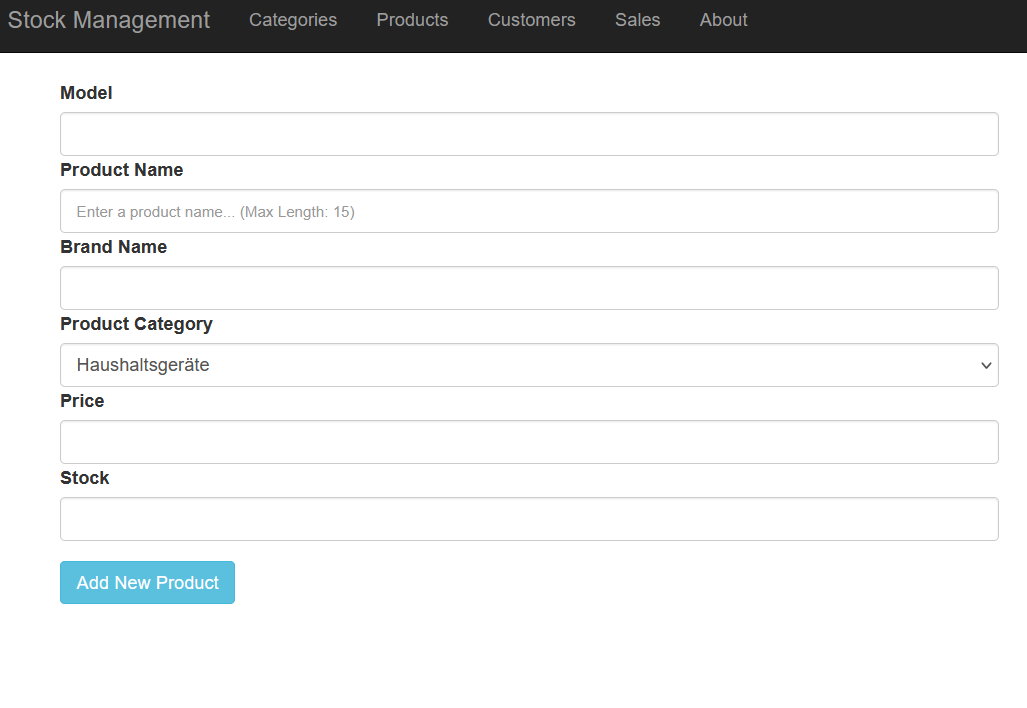 Stock Management Categories Products Customers Sales About
Model
Product Name
Enter a product name... (Max Length: 15)
Brand Name
Product Category
Haushaltsgeräte
Price
Stock
Add New Product